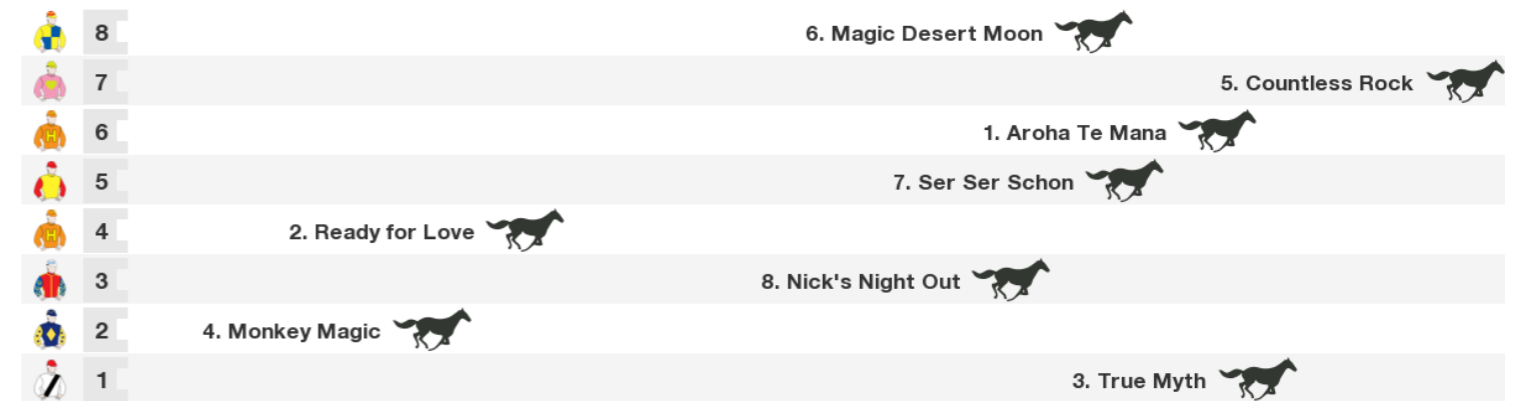 8 6. Magic Desert Moon
7 5. Countless Rock
H 6 1. Aroha Te Mana
5 7. Ser Ser Schon
H 4 2. Ready for Love
3 8. Nick's Night Out
2 4. Monkey Magic
1 3. True Myth